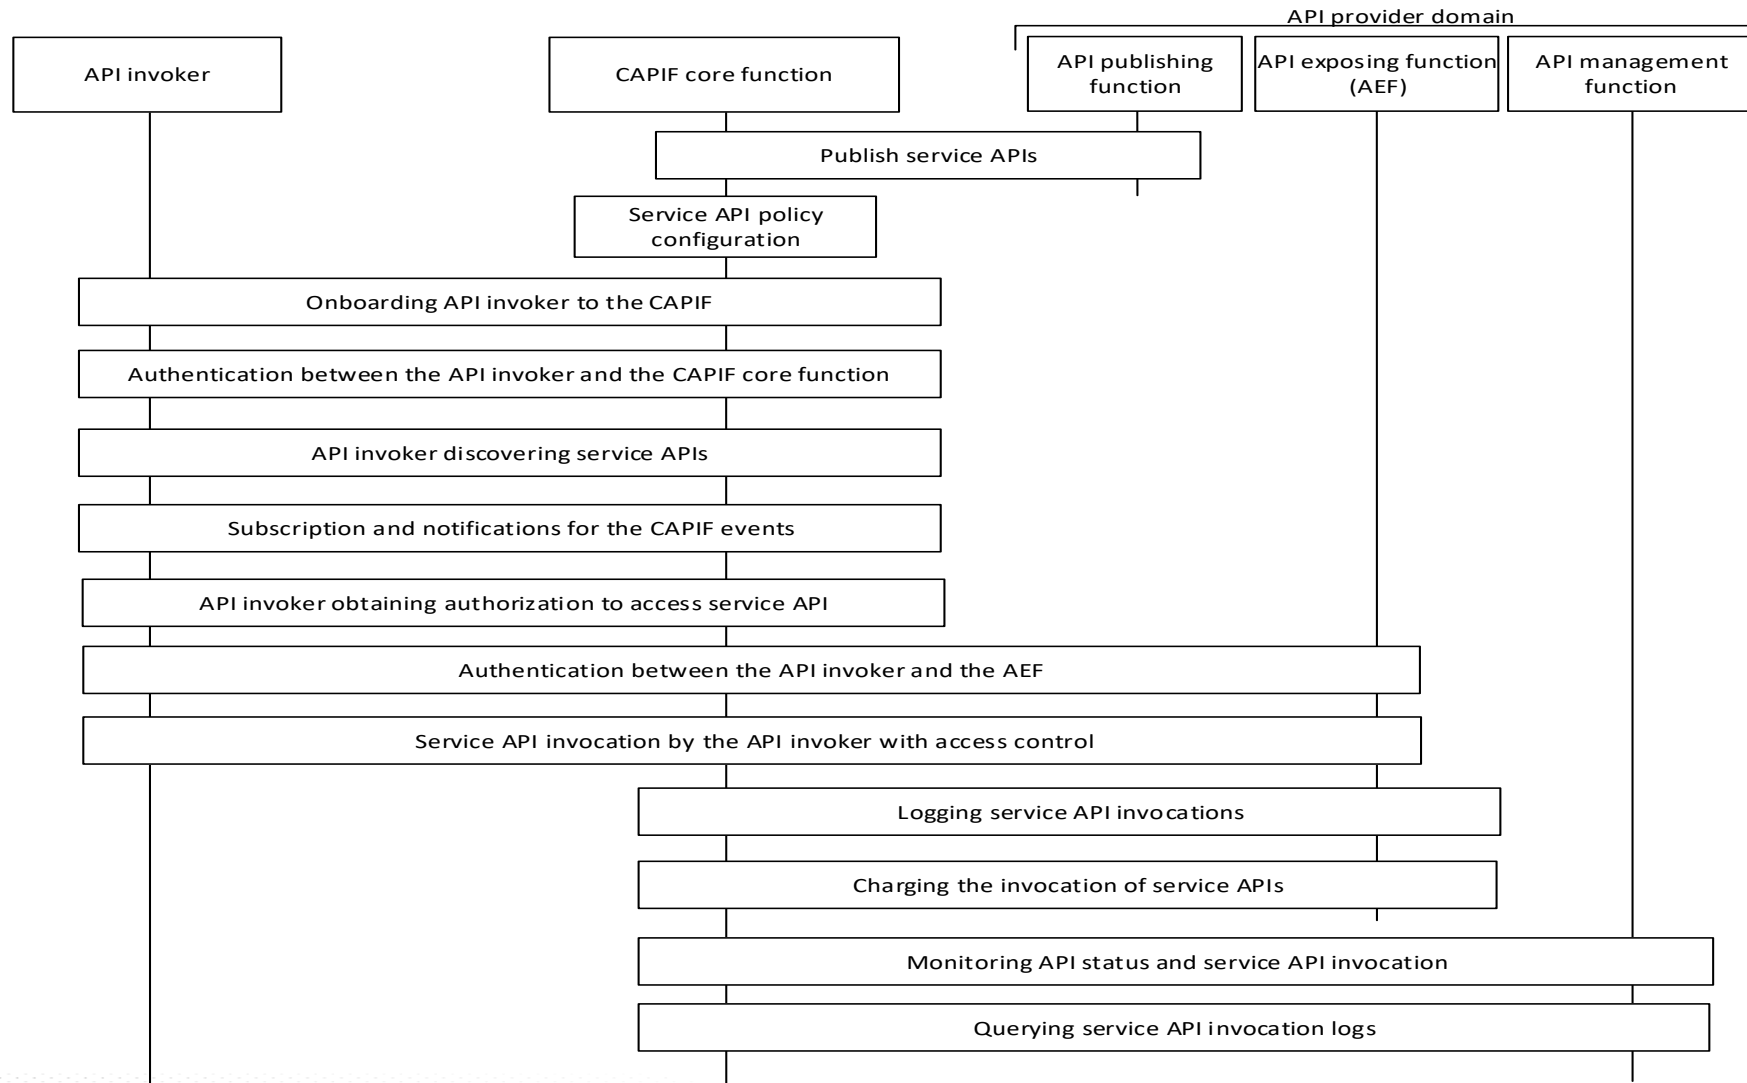 API provider domain
API invoker
CAPIF core function
API publishing
function
API exposing function
(AEF)
API management
function
Publish service APIs
Service API policy
configuration
Onboarding API invoker to the CAPIF
Authentication between the API invoker and the CAPIF core function
API invoker discovering service APIs
Subscription and notifications for the CAPIF events
API invoker obtaining authorization to access service API
Authentication between the API invoker and the AEF
Service API invocation by the API invoker with access control
Logging service API invocations
Charging the invocation of service APIs
Monitoring API status and service API invocation
Querying service API invocation logs